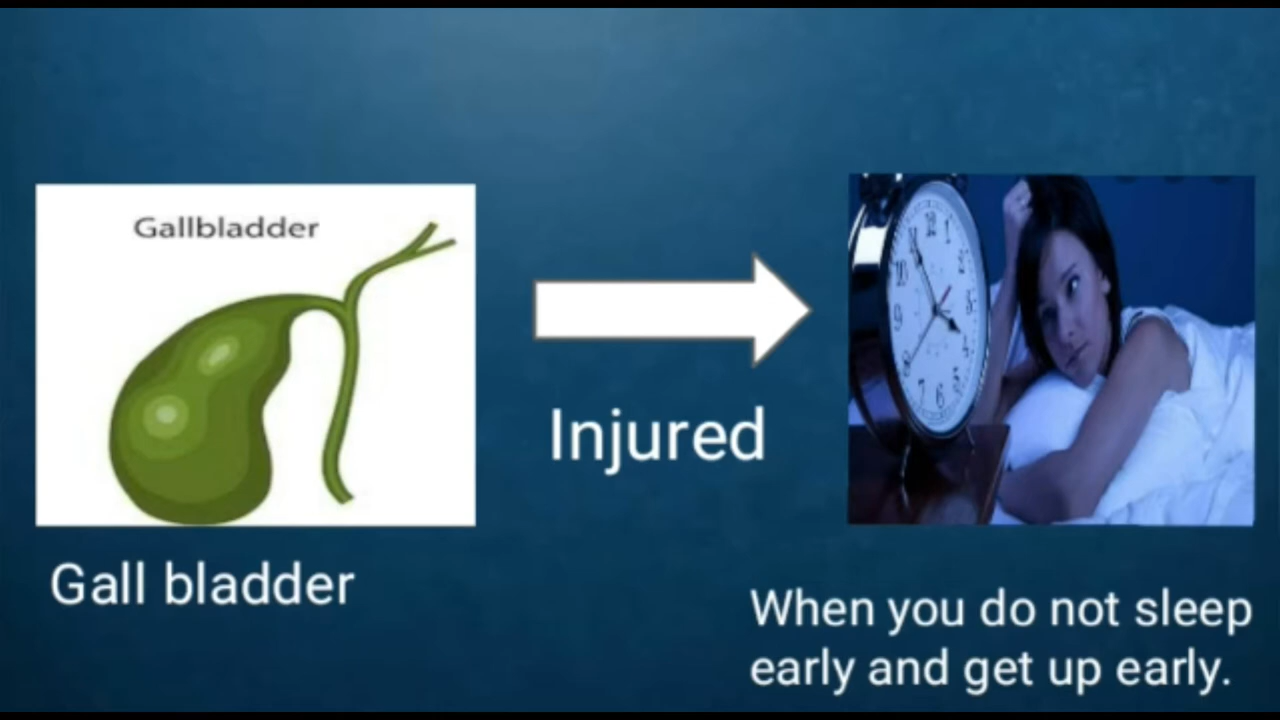 Gallbladder
Injured
Gall bladder
When you do not sleep
early and get up early.